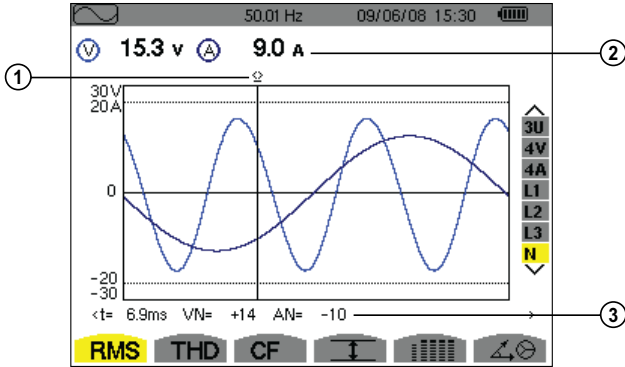 50.01 Hz 09/06/08 15:30
V 15.3 V A 9.0 A
2
1
30V
20A
3U
4V
4A
L1
0
L2
L3
N
-20
-30
<t= 6.9ms VN= +14 AN= -10 >
3
RMS THD CF